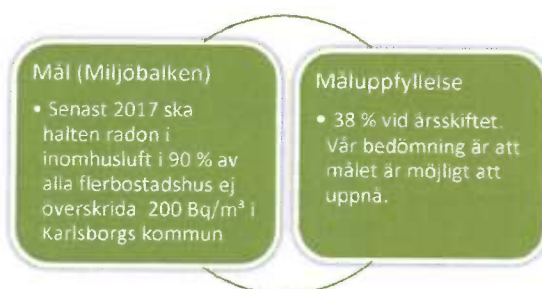 Mål (Miljöbalken)
• Senast 2017 ska
halten radon i
inomhusluft i 90 % av
alla flerbostadshus ej
överskrida 200 Bq/m³ i
Karlsborgs kommun
Måluppfyllelse
• 38 % vid årsskiftet.
Vår bedömning är att
målet är möjligt att
uppnå.